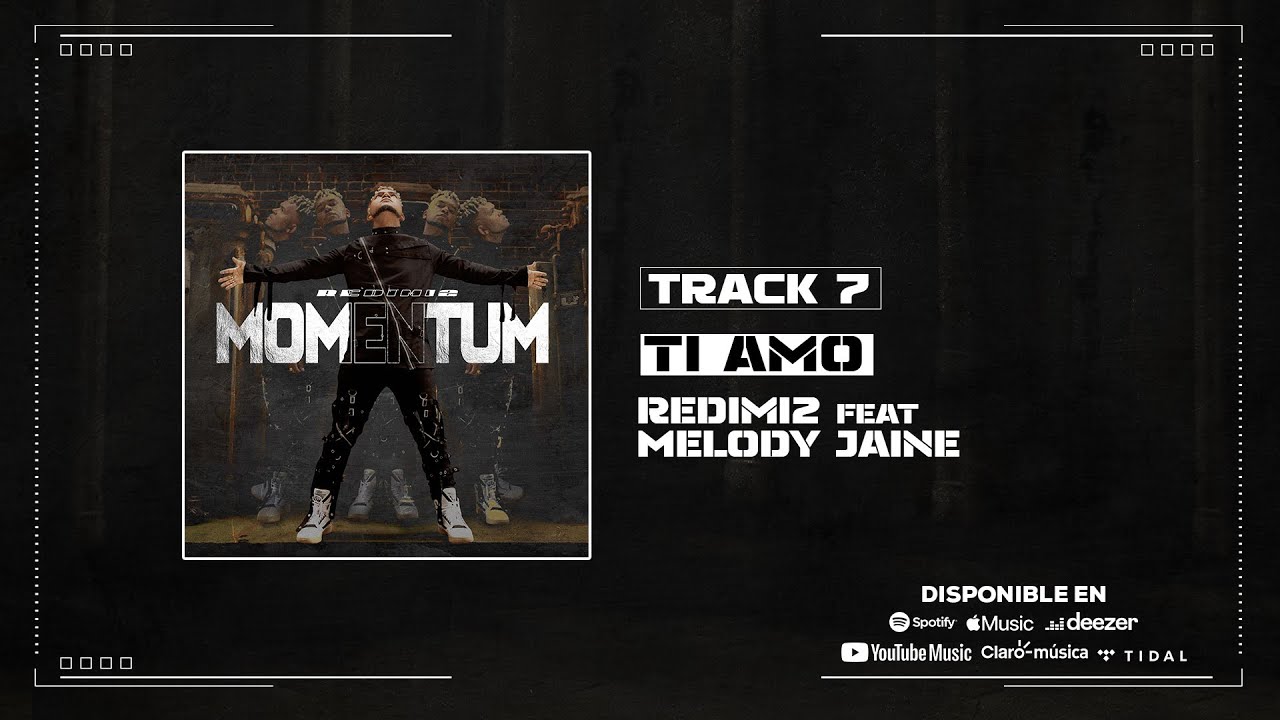 REDIMI2
MOMENTUM
TRACK 7
TI AMO
REDIMI2 FEAT
MELODY JAINE
DISPONIBLE EN
Spotify Music deezer
YouTube Music Claro música TIDAL